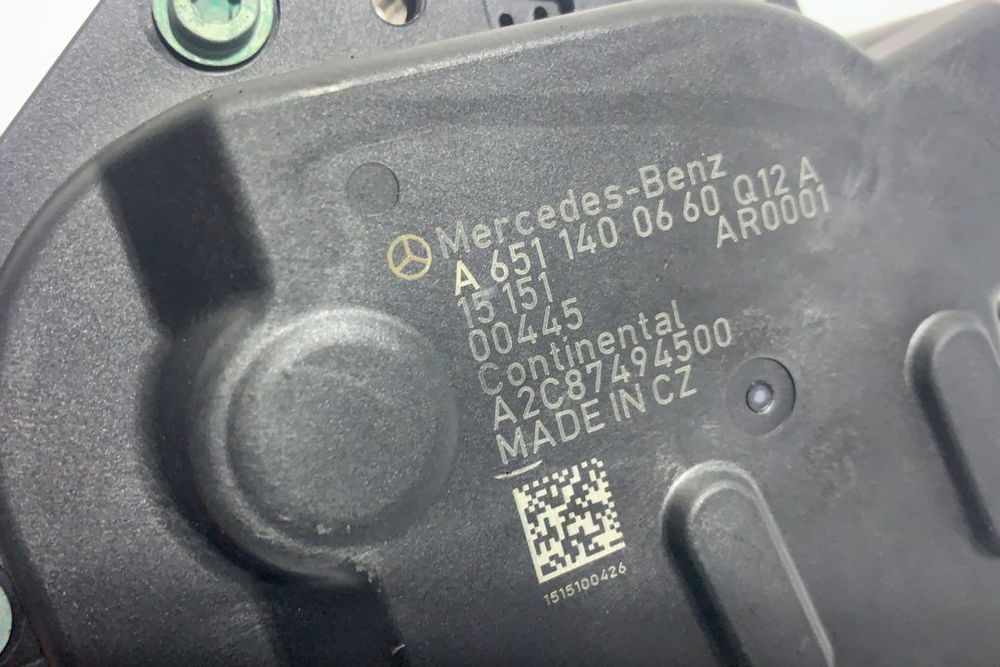 Mercedes-Benz
A 651 140 06 60 Q12 A
15 151 AR0001
00445
Continental
A2C87494500
MADE IN CZ
1515100426